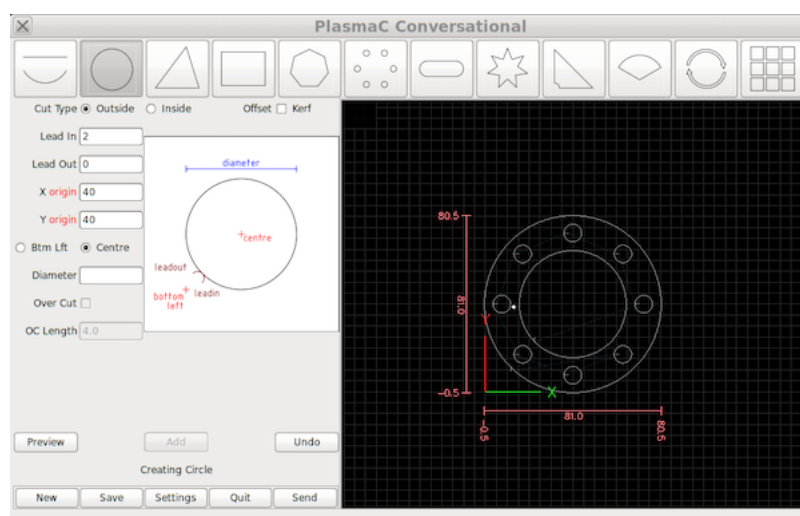 PlasmaC Conversational
Cut Type Outside Inside Offset Kerf
Lead In 2
Lead Out 0
X origin 40
Y origin 40
Btm Lft Centre
Diameter
Over Cut
OC Length 4.0
diameter
centre
leadout
leadin
bottom
left
Preview Add Undo
Creating Circle
New Save Settings Quit Send
80.5
81.0
-0.5
Y
X
81.0
-0.5
80.5